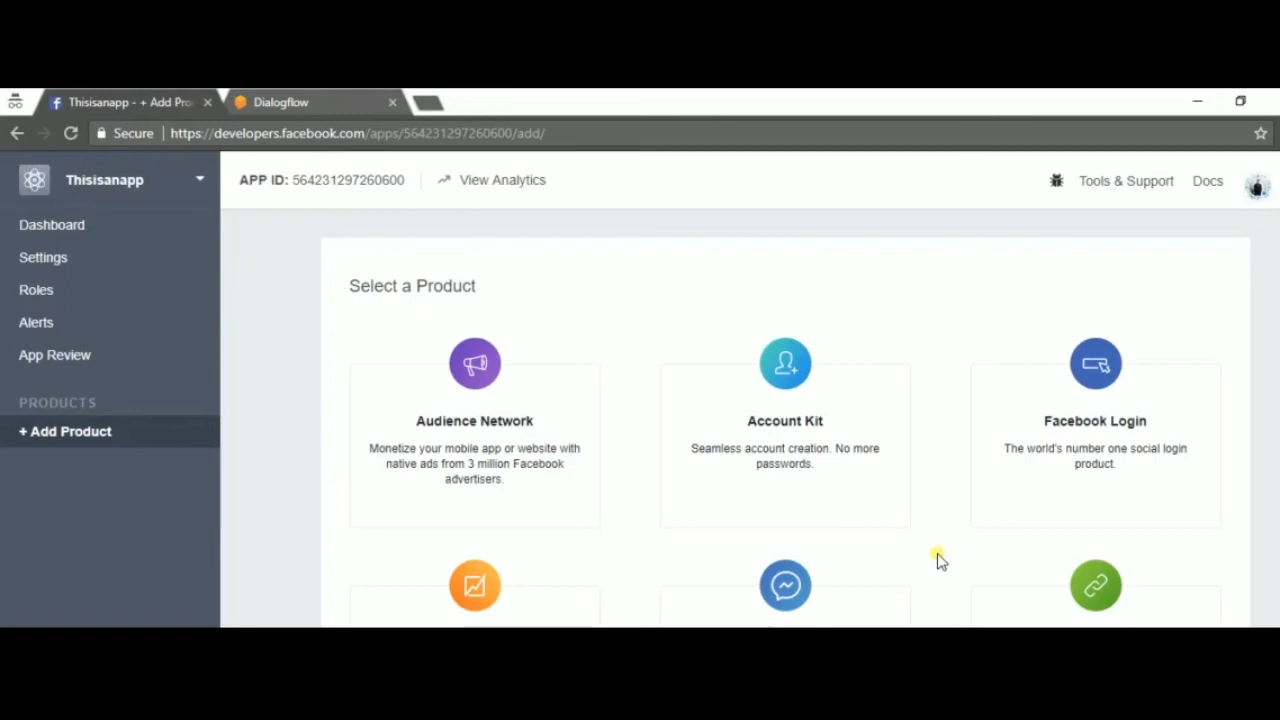 Thisisanapp - + Add Pro
Dialogflow
Secure
https://developers.facebook.com/apps/564231297260600/add/
Thisisanapp
APP ID: 564231297260600
View Analytics
Tools & Support
Docs
Dashboard
Settings
Roles
Alerts
App Review
PRODUCTS
+ Add Product
Select a Product
Audience Network
Monetize your mobile app or website with
native ads from 3 million Facebook
advertisers.
Account Kit
Seamless account creation. No more
passwords.
Facebook Login
The world's number one social login
product.